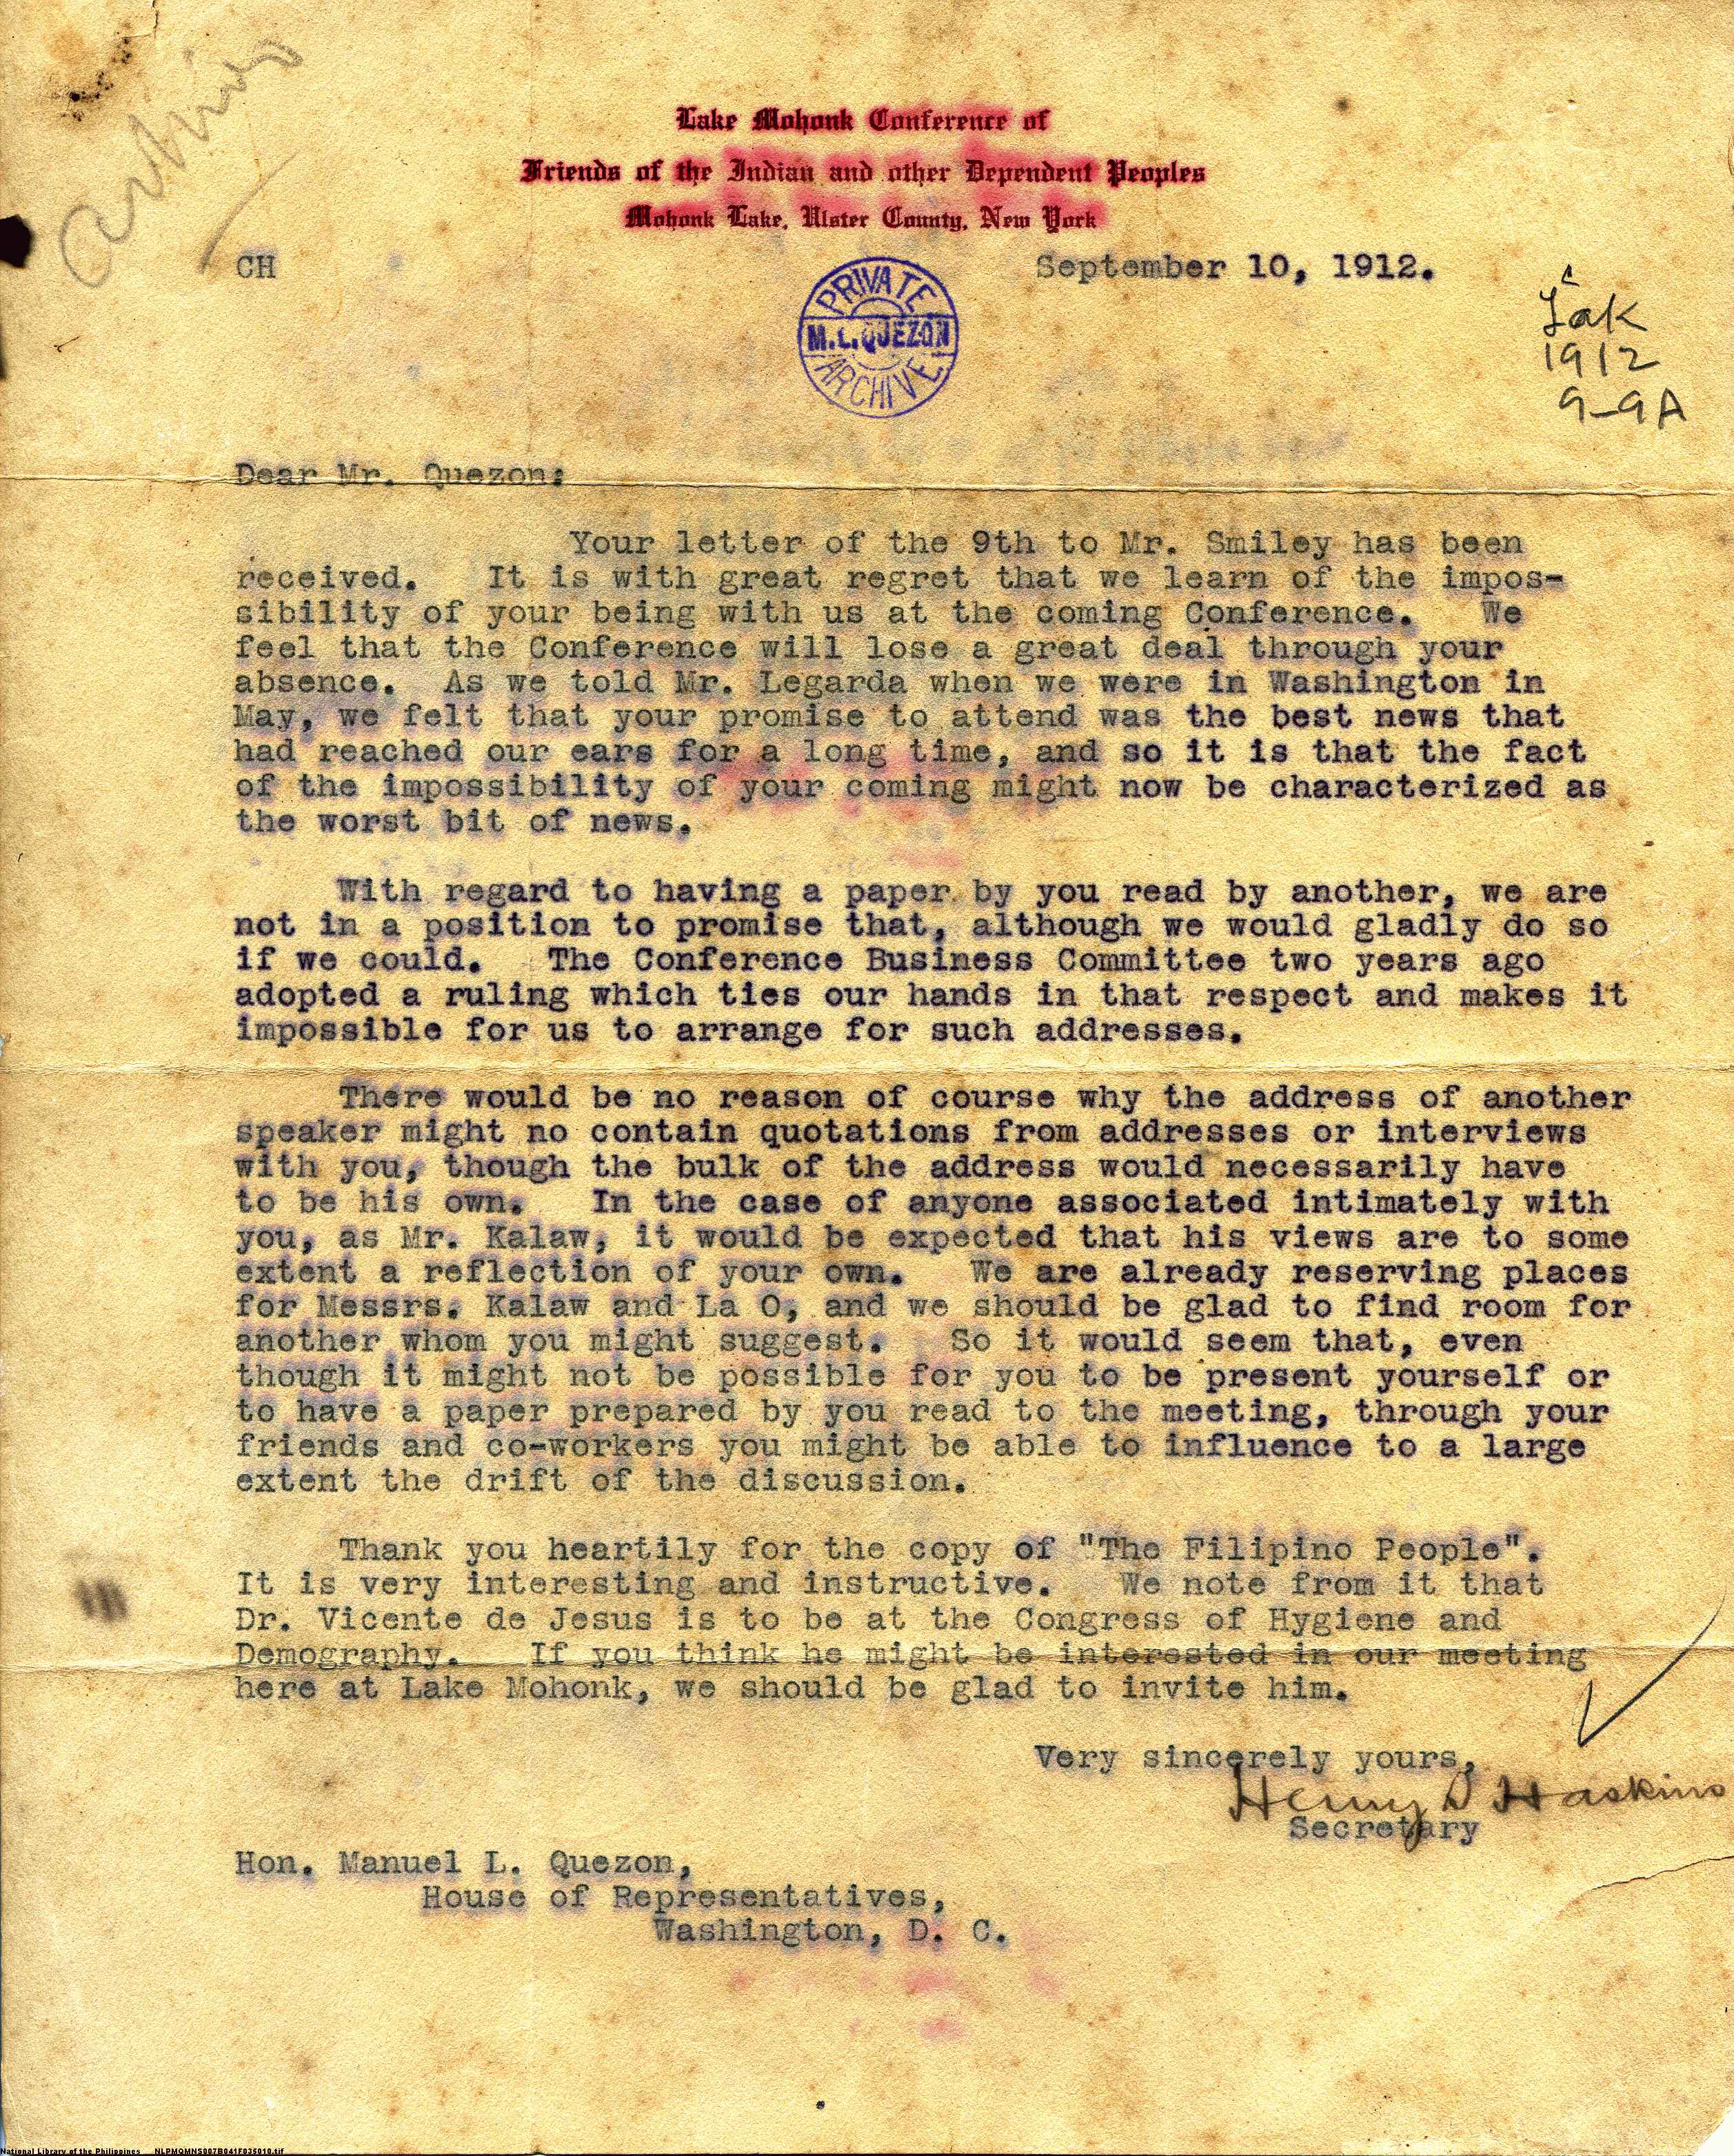 Lake Mohonk Conference of
Friends of the Indian and other Dependent Peoples
Mohonk Lake, Ulster County, New York
CH
September 10, 1912.
PRIVATE
M.L.QUEZON
ARCHIVE
1912
9-9A
Dear Mr. Quezon:
Your letter of the 9th to Mr. Smiley has been
received. It is with great regret that we learn of the impos-
sibility of your being with us at the coming Conference. We
feel that the Conference will lose a great deal through your
absence. As we told Mr. Legarda when we were in Washington in
May, we felt that your promise to attend was the best news that
had reached our ears for a long time, and so it is that the fact
of the impossibility of your coming might now be characterized as
the worst bit of news.
With regard to having a paper by you read by another, we are
not in a position to promise that, although we would gladly do so
if we could. The Conference Business Committee two years ago
adopted a ruling which ties our hands in that respect and makes it
impossible for us to arrange for such addresses.
There would be no reason of course why the address of another
speaker might no contain quotations from addresses or interviews
with you, though the bulk of the address would necessarily have
to be his own. In the case of anyone associated intimately with
you, as Mr. Kalaw, it would be expected that his views are to some
extent a reflection of your own. We are already reserving places
for Messrs. Kalaw and La O, and we should be glad to find room for
another whom you might suggest. So it would seem that, even
though it might not be possible for you to be present yourself or
to have a paper prepared by you read to the meeting, through your
friends and co-workers you might be able to influence to a large
extent the drift of the discussion.
Thank you heartily for the copy of "The Filipino People".
It is very interesting and instructive. We note from it that
Dr. Vicente de Jesus is to be at the Congress of Hygiene and
Demography. If you think he might be interested in our meeting
here at Lake Mohonk, we should be glad to invite him.
Very sincerely yours,
Henry S Haskins
Secretary
Hon. Manuel L. Quezon,
House of Representatives,
Washington, D. C.
National Library of the Philippines NLPMQMNS007B041F035010.tif